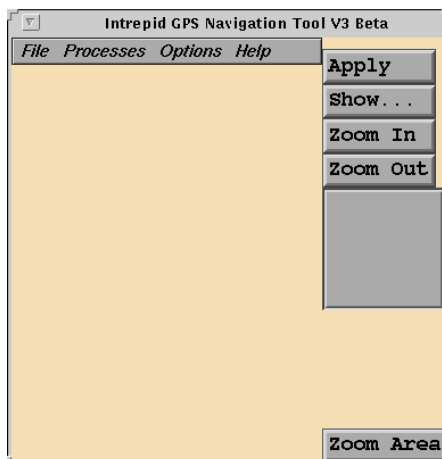 Intrepid GPS Navigation Tool V3 Beta
File Processes Options Help
Apply
Show...
Zoom In
Zoom Out
Zoom Area